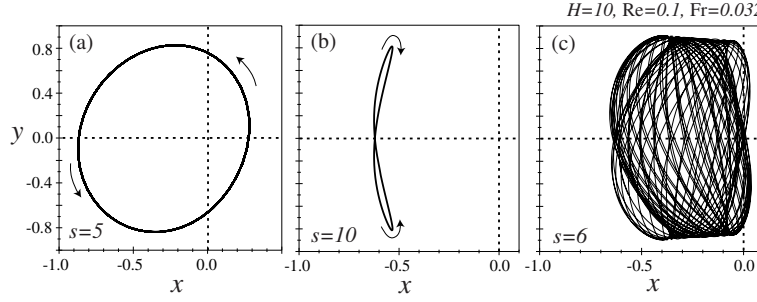 H=10, Re=0.1, Fr=0.032
(a) (b) (c)
0.8
0.4
y 0.0
-0.4
-0.8
s=5 s=10 s=6
-1.0 -0.5 0.0 -1.0 -0.5 0.0 -1.0 -0.5 0.0
x x x